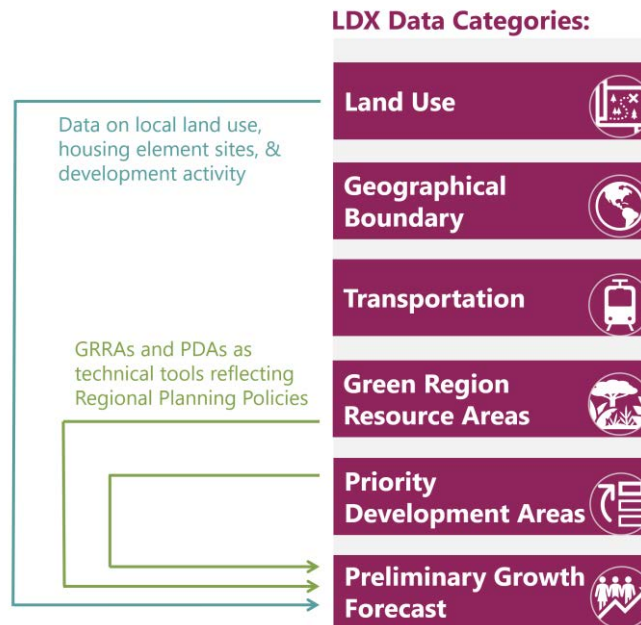 LDX Data Categories:
Land Use
Data on local land use,
housing element sites, &
development activity
Geographical
Boundary
Transportation
GRRAs and PDAs as
technical tools reflecting
Regional Planning Policies
Green Region
Resource Areas
Priority
Development Areas
Preliminary Growth
Forecast